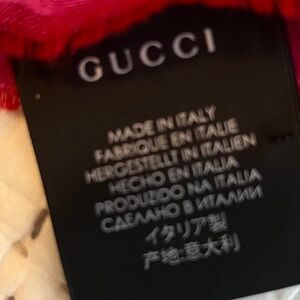 GUCCI
MADE IN ITALY
FABRIQUE EN ITALIE
HERGESTELLT IN ITALIEN
HECHO EN ITALIA
PRODUZIDO NA ITALIA
СДЕЛАНО В ИТАЛИИ
イタリア製
产地:意大利